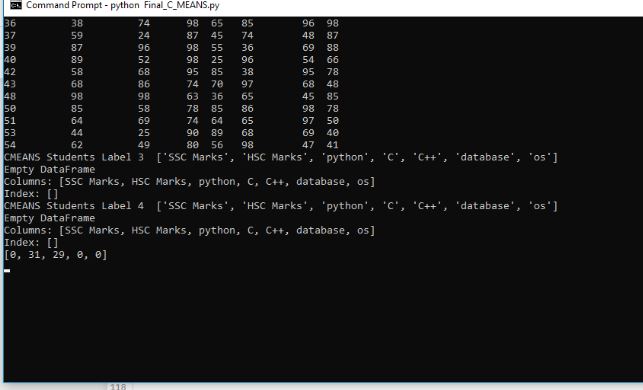 Command Prompt - python Final_C_MEANS.py
36 38 74 98 65 85 96 98
37 59 24 87 45 74 48 87
39 87 96 98 55 36 69 88
40 89 52 98 25 96 54 66
42 58 68 95 85 38 95 78
43 68 86 74 70 97 68 48
48 98 98 63 36 65 45 85
50 85 58 78 85 86 98 78
51 64 69 74 64 65 97 50
53 44 25 90 89 68 69 40
54 62 49 80 56 98 47 41
CMEANS Students Label 3 ['SSC Marks', 'HSC Marks', 'python', 'C', 'C++', 'database', 'os']
Empty DataFrame
Columns: [SSC Marks, HSC Marks, python, C, C++, database, os]
Index: []
CMEANS Students Label 4 ['SSC Marks', 'HSC Marks', 'python', 'C', 'C++', 'database', 'os']
Empty DataFrame
Columns: [SSC Marks, HSC Marks, python, C, C++, database, os]
Index: []
[0, 31, 29, 0, 0]
118